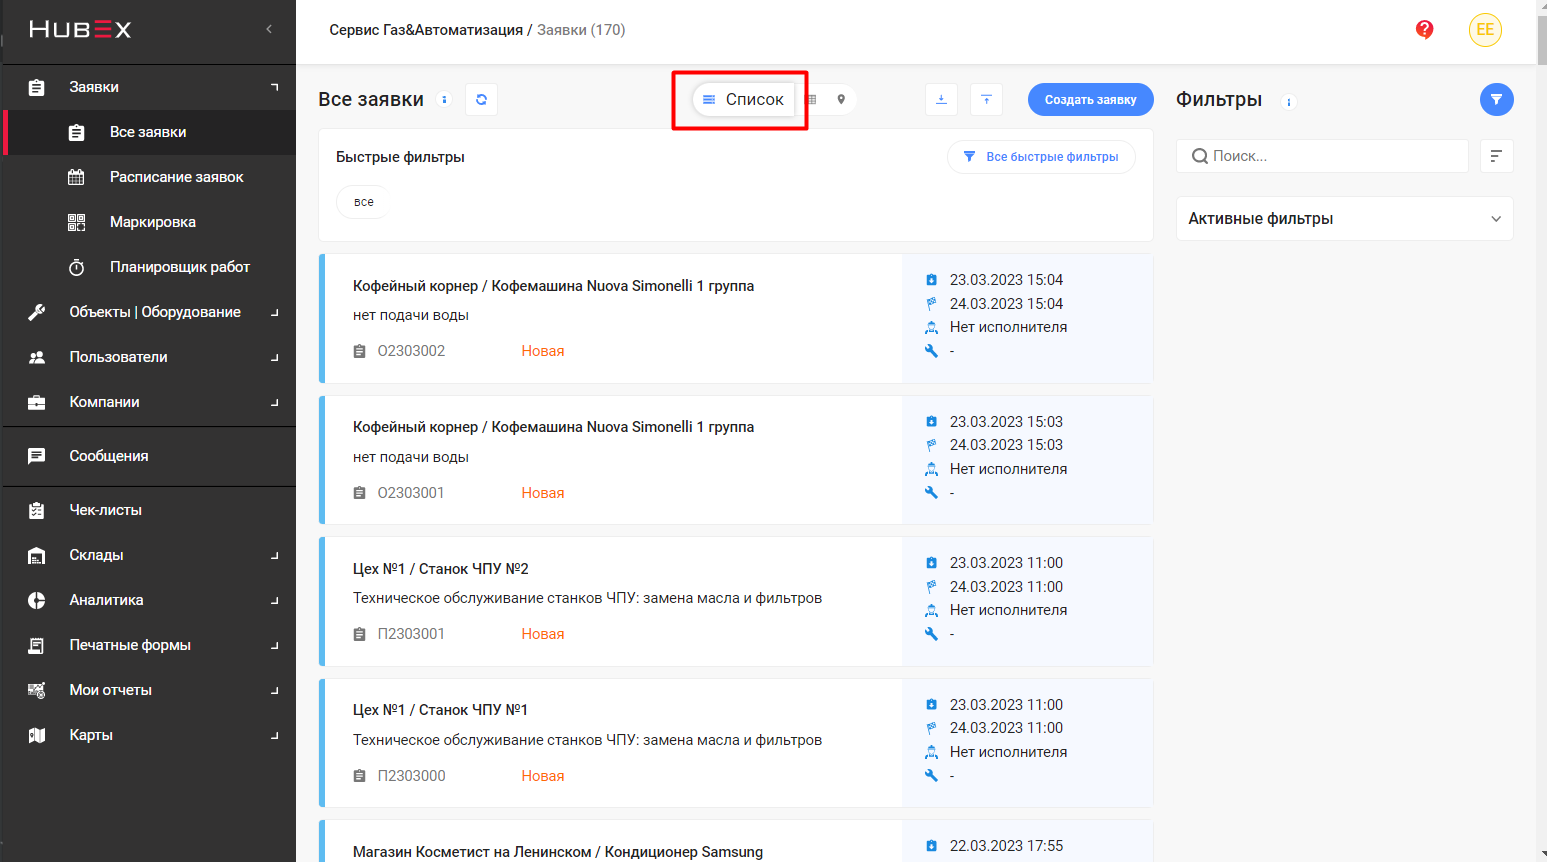 HUBEX
Заявки
Все заявки
Расписание заявок
Маркировка
Планировщик работ
Объекты | Оборудование
Пользователи
Компании
Сообщения
Чек-листы
Склады
Аналитика
Печатные формы
Мои отчеты
Карты
Сервис Газ&Автоматизация / Заявки (170)
?
EE
Все заявки
Список
Создать заявку
Быстрые фильтры
Все быстрые фильтры
все
Кофейный корнер / Кофемашина Nuova Simonelli 1 группа
нет подачи воды
О2303002 Новая
23.03.2023 15:04
24.03.2023 15:04
Нет исполнителя
-
Кофейный корнер / Кофемашина Nuova Simonelli 1 группа
нет подачи воды
О2303001 Новая
23.03.2023 15:03
24.03.2023 15:03
Нет исполнителя
-
Цех №1 / Станок ЧПУ №2
Техническое обслуживание станков ЧПУ: замена масла и фильтров
П2303001 Новая
23.03.2023 11:00
24.03.2023 11:00
Нет исполнителя
-
Цех №1 / Станок ЧПУ №1
Техническое обслуживание станков ЧПУ: замена масла и фильтров
П2303000 Новая
23.03.2023 11:00
24.03.2023 11:00
Нет исполнителя
-
Магазин Косметист на Ленинском / Кондиционер Samsung
22.03.2023 17:55
Фильтры
Поиск...
Активные фильтры